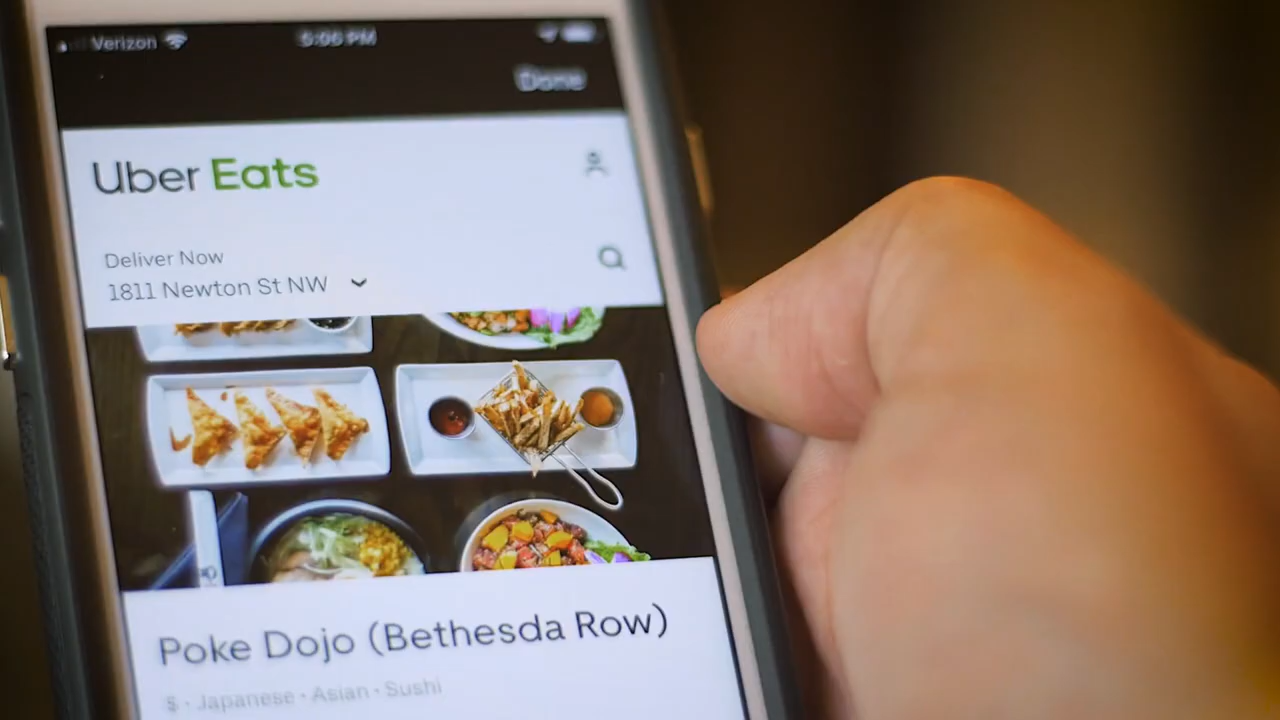 Verizon 5:06 PM
Done
Uber Eats
Deliver Now
1811 Newton St NW
Poke Dojo (Bethesda Row)
$ · Japanese · Asian · Sushi